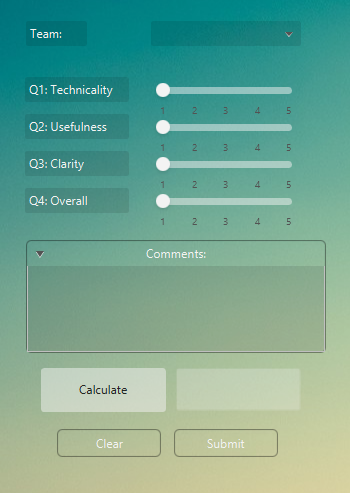 Team:
Q1: Technicality
1 2 3 4 5
Q2: Usefulness
1 2 3 4 5
Q3: Clarity
1 2 3 4 5
Q4: Overall
1 2 3 4 5
Comments:
Calculate
Clear Submit